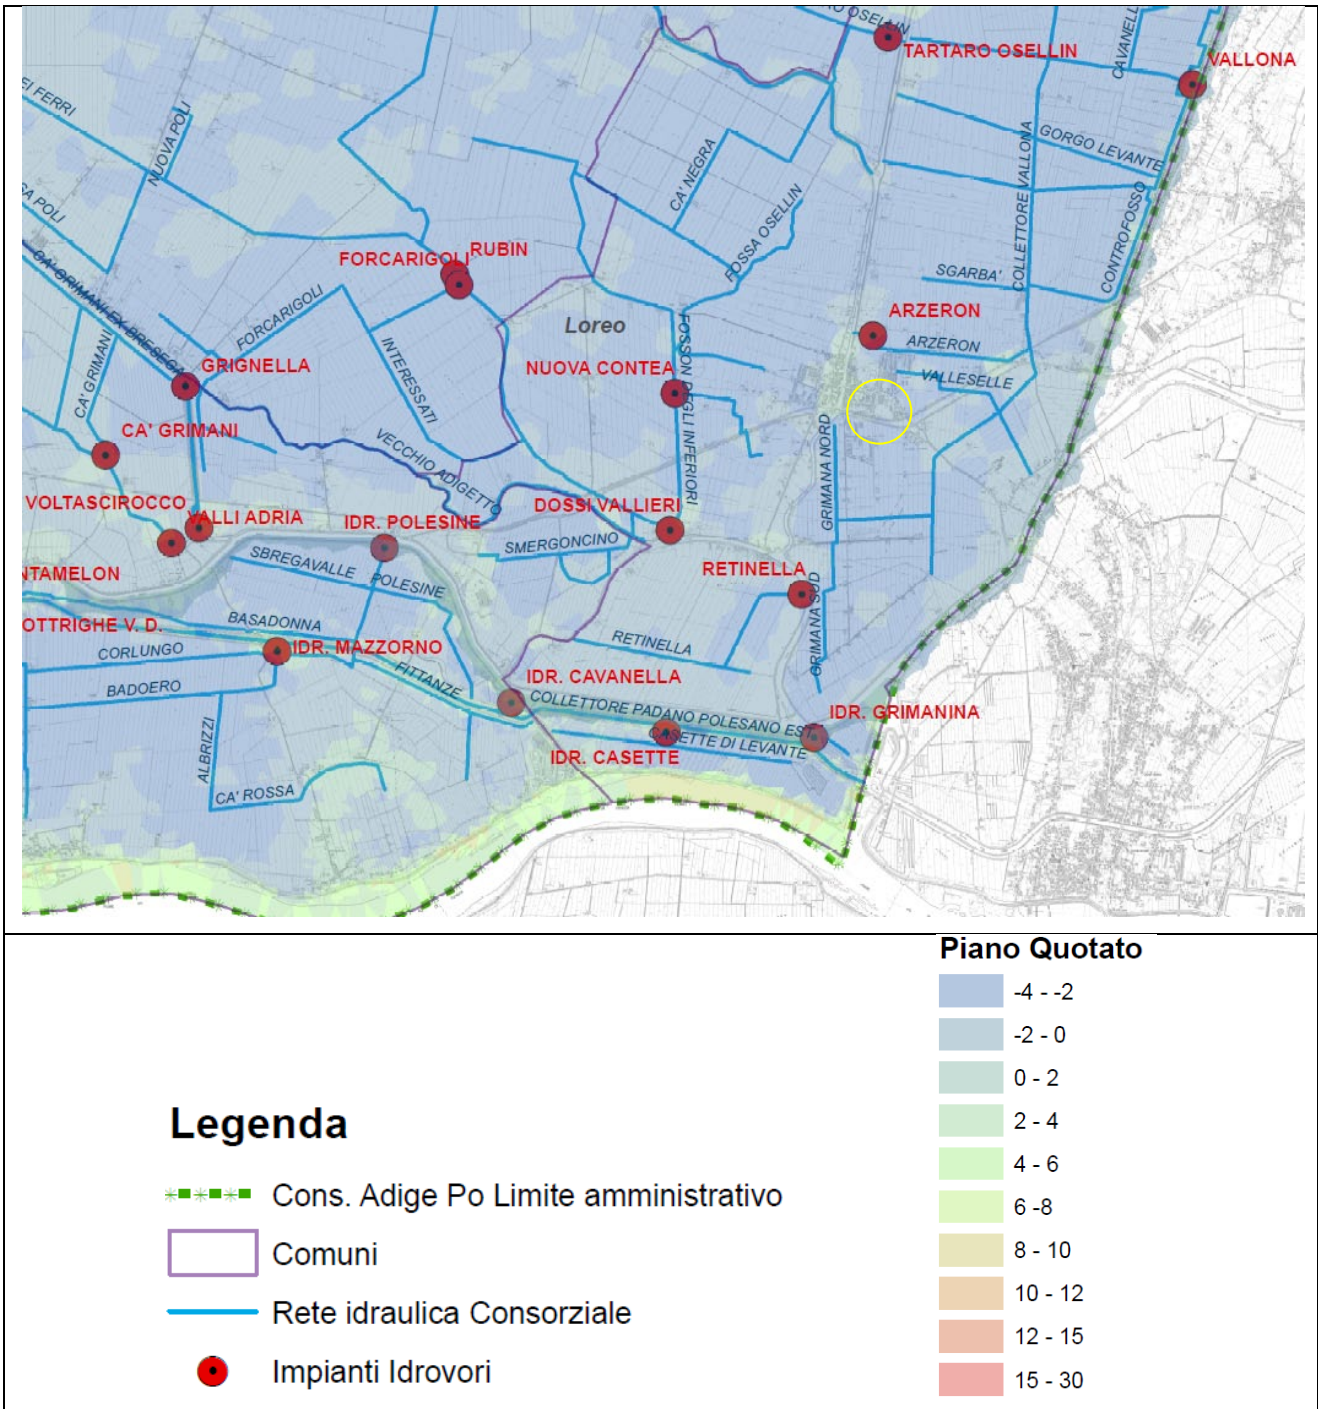 OSELLIN
TARTARO OSELLIN
VALLONA
CAVANELL
EI FERRI
NUOVA POLI
GORGO LEVANTE
CA' NEGRA
COLLETTORE VALLONA
SA POLI
FOSSA OSELLIN
CONTROFOSSO
CA' GRIMANI EX BRESEGA
FORCARIGOLI
RUBIN
SGARBA'
FORCARIGOLI
Loreo
ARZERON
ARZERON
CA' GRIMANI
INTERESSATI
FOSSON DEGLI INFERIORI
GRIGNELLA
NUOVA CONTEA
VALLESELLE
CA' GRIMANI
VECCHIO ADIGETTO
GRIMANA NORD
VOLTASCIROCCO
VALLI ADRIA
IDR. POLESINE
DOSSI VALLIERI
SMERGONCINO
SBREGAVALLE POLESINE
NTAMELON
RETINELLA
GRIMANA SUD
OTTRIGHE V. D.
BASADONNA
RETINELLA
CORLUNGO
IDR. MAZZORNO
BADOERO
FITTANZE
IDR. CAVANELLA
COLLETTORE PADANO POLESANO EST
IDR. GRIMANINA
ALBRIZZI
CASETTE DI LEVANTE
IDR. CASETTE
CA' ROSSA
Piano Quotato
-4 - -2
-2 - 0
0 - 2
2 - 4
4 - 6
6 -8
8 - 10
10 - 12
12 - 15
15 - 30
Legenda
Cons. Adige Po Limite amministrativo
Comuni
Rete idraulica Consorziale
Impianti Idrovori